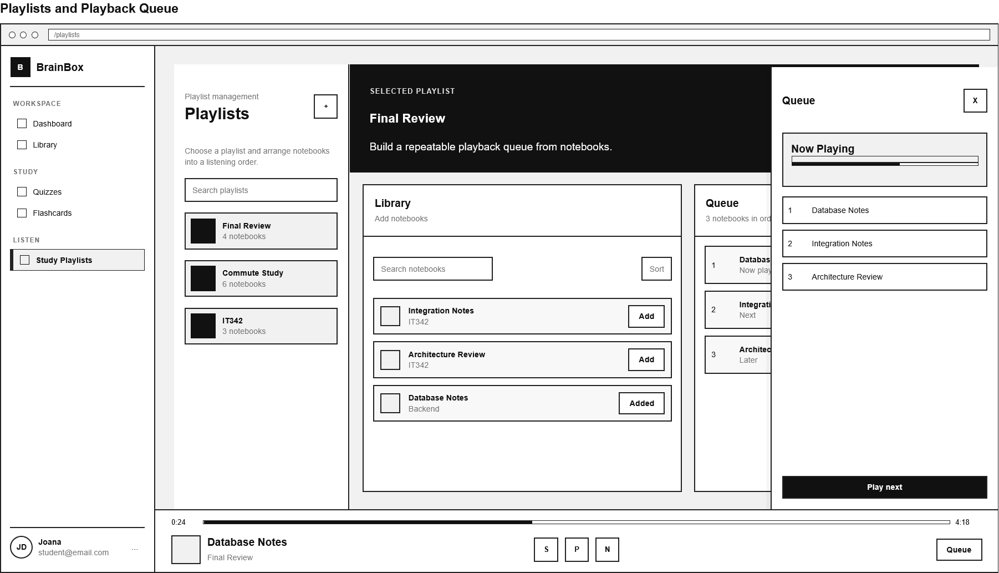 Playlists and Playback Queue
/playlists
B
BrainBox
WORKSPACE
Dashboard
Library
STUDY
Quizzes
Flashcards
LISTEN
Study Playlists
JD
Joana
student@email.com
...
Playlist management
Playlists
+
Choose a playlist and arrange notebooks
into a listening order.
Search playlists
Final Review
4 notebooks
Commute Study
6 notebooks
IT342
3 notebooks
SELECTED PLAYLIST
Final Review
Build a repeatable playback queue from notebooks.
Library
Add notebooks
Search notebooks
Sort
Integration Notes
IT342
Add
Architecture Review
IT342
Add
Database Notes
Backend
Added
Queue
3 notebooks in ord
1
Databas
Now play
2
Integrati
Next
3
Architec
Later
Queue
X
Now Playing
1 Database Notes
2 Integration Notes
3 Architecture Review
Play next
0:24
4:18
Database Notes
Final Review
S
P
N
Queue